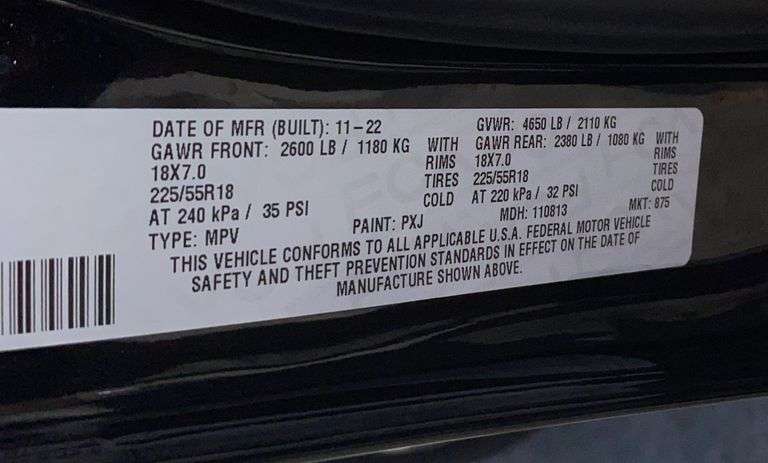 DATE OF MFR (BUILT): 11-22 GVWR: 4650 LB / 2110 KG
GAWR FRONT: 2600 LB / 1180 KG WITH GAWR REAR: 2380 LB / 1080 KG WITH
18X7.0 RIMS 18X7.0 RIMS
225/55R18 TIRES 225/55R18 TIRES
AT 240 kPa / 35 PSI COLD AT 220 kPa / 32 PSI COLD
TYPE: MPV PAINT: PXJ MDH: 110813 MKT: 875
THIS VEHICLE CONFORMS TO ALL APPLICABLE U.S.A. FEDERAL MOTOR VEHICLE
SAFETY AND THEFT PREVENTION STANDARDS IN EFFECT ON THE DATE OF
MANUFACTURE SHOWN ABOVE.